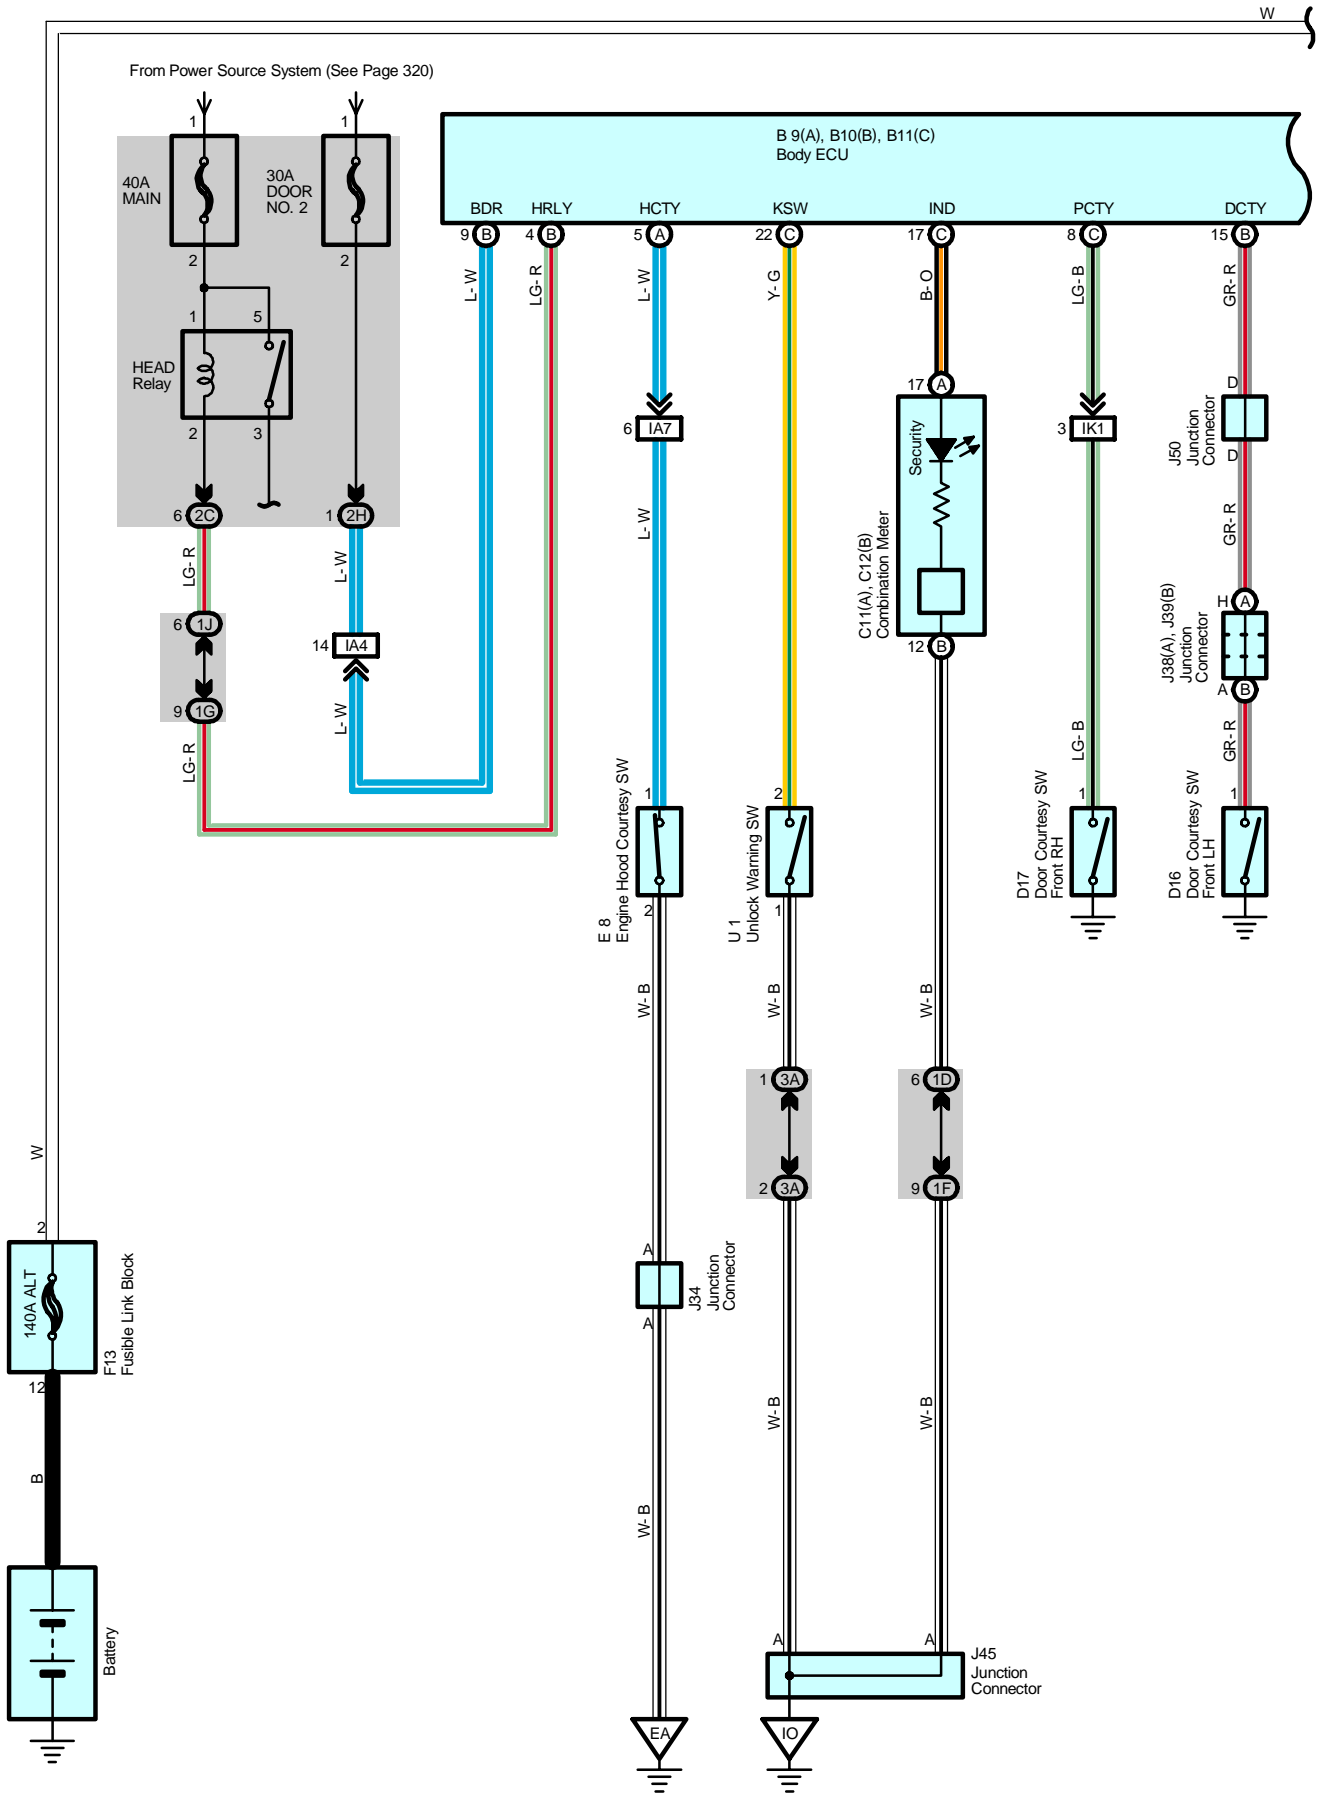 W
From Power Source System (See Page 320)
1
1
40A
MAIN
30A
DOOR
NO. 2
2
2
1
5
HEAD
Relay
2
3
6 2C
1 2H
LG- R
L- W
6 1J
14 IA4
9 1G
LG- R
L- W
B 9(A), B10(B), B11(C)
Body ECU
BDR
HRLY
HCTY
KSW
IND
PCTY
DCTY
9 B
4 B
5 A
22 C
17 C
8 C
15 B
L- W
LG- R
L- W
Y- G
B- O
LG- B
GR- R
6 IA7
L- W
1
E 8
Engine Hood Courtesy SW
2
W- B
A
J34
Junction
Connector
A
W- B
EA
2
U 1
Unlock Warning SW
1
W- B
1 3A
2 3A
W- B
A
IO
17 A
Security
C11(A), C12(B)
Combination Meter
12 B
W- B
6 1D
9 1F
W- B
A
J45
Junction
Connector
3 IK1
LG- B
1
D17
Door Courtesy SW
Front RH
D
J50
Junction
Connector
D
GR- R
H A
J38(A), J39(B)
Junction
Connector
A B
GR- R
1
D16
Door Courtesy SW
Front LH
W
2
140A ALT
F13
Fusible Link Block
12
B
Battery